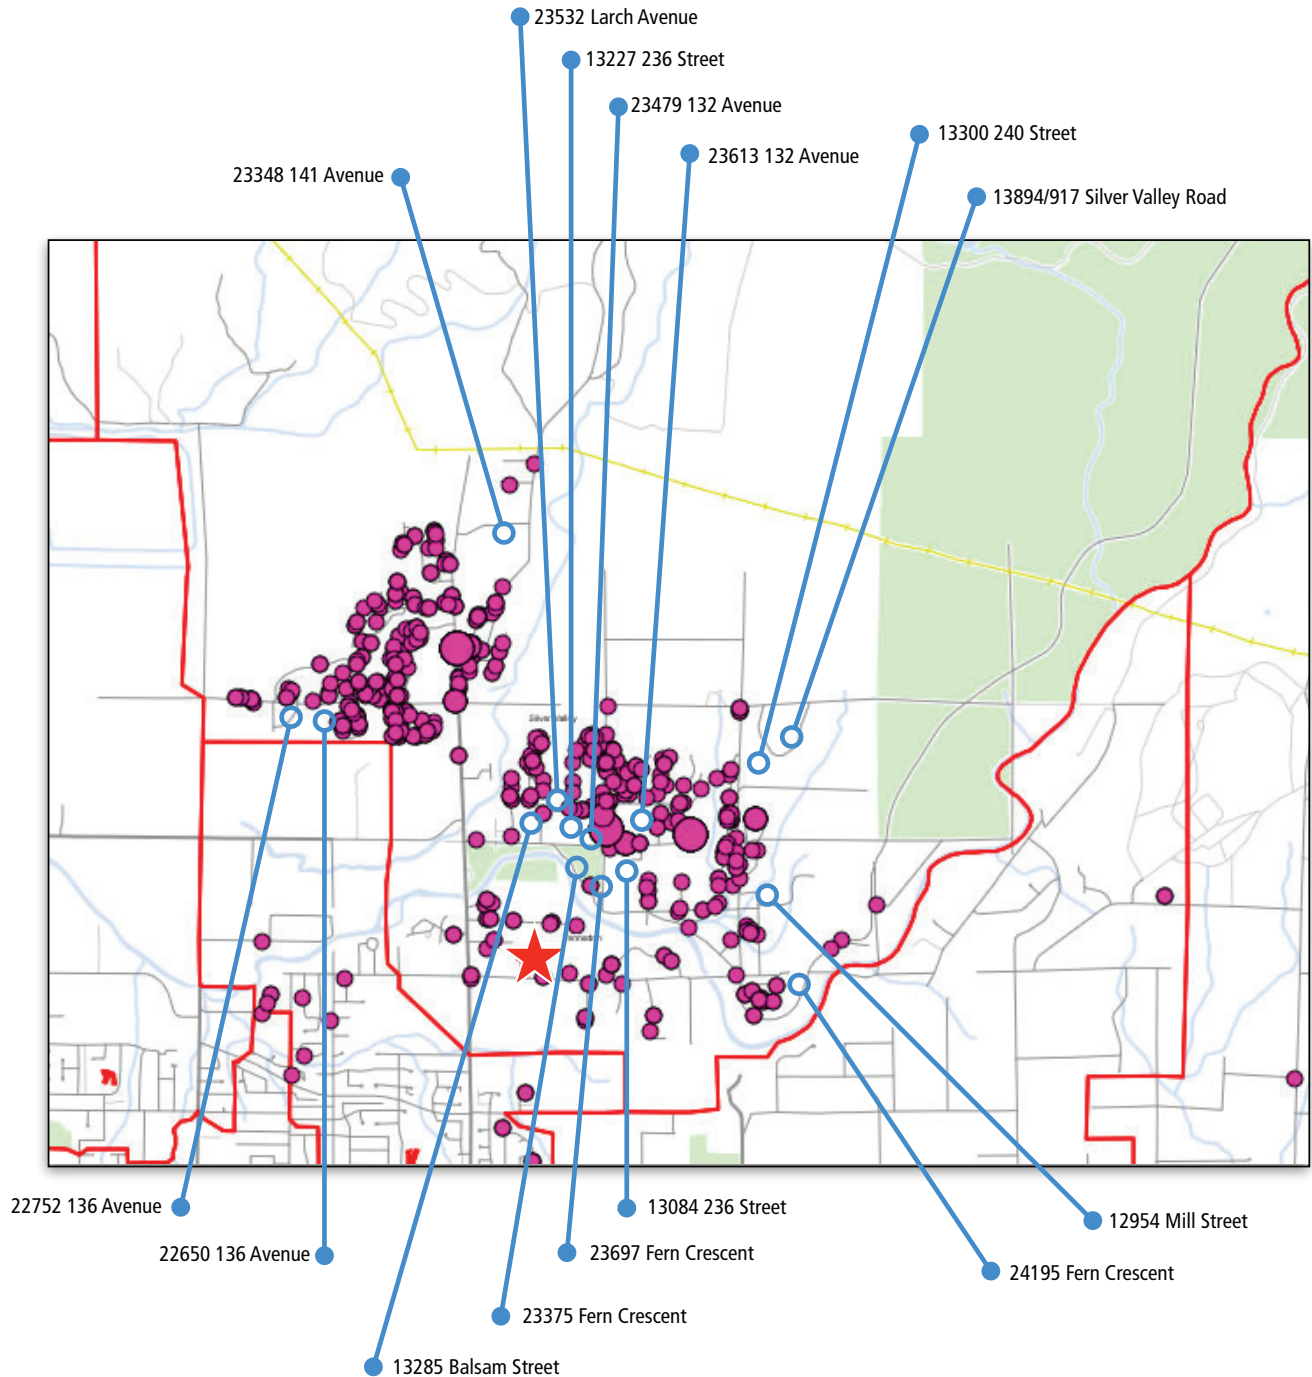 23532 Larch Avenue
13227 236 Street
23479 132 Avenue
13300 240 Street
23613 132 Avenue
23348 141 Avenue
13894/917 Silver Valley Road
Silver Valley
22752 136 Avenue
13084 236 Street
12954 Mill Street
22650 136 Avenue
23697 Fern Crescent
24195 Fern Crescent
23375 Fern Crescent
13285 Balsam Street